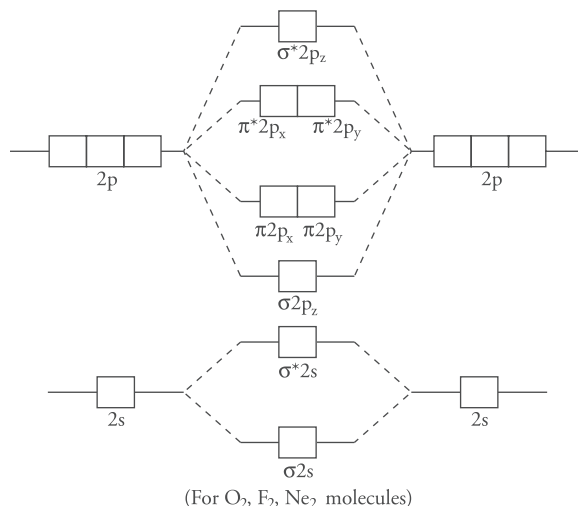 σ*2p_z
π*2p_x π*2p_y
2p 2p
π2p_x π2p_y
σ2p_z
σ*2s
2s 2s
σ2s
(For O₂, F₂, Ne₂ molecules)